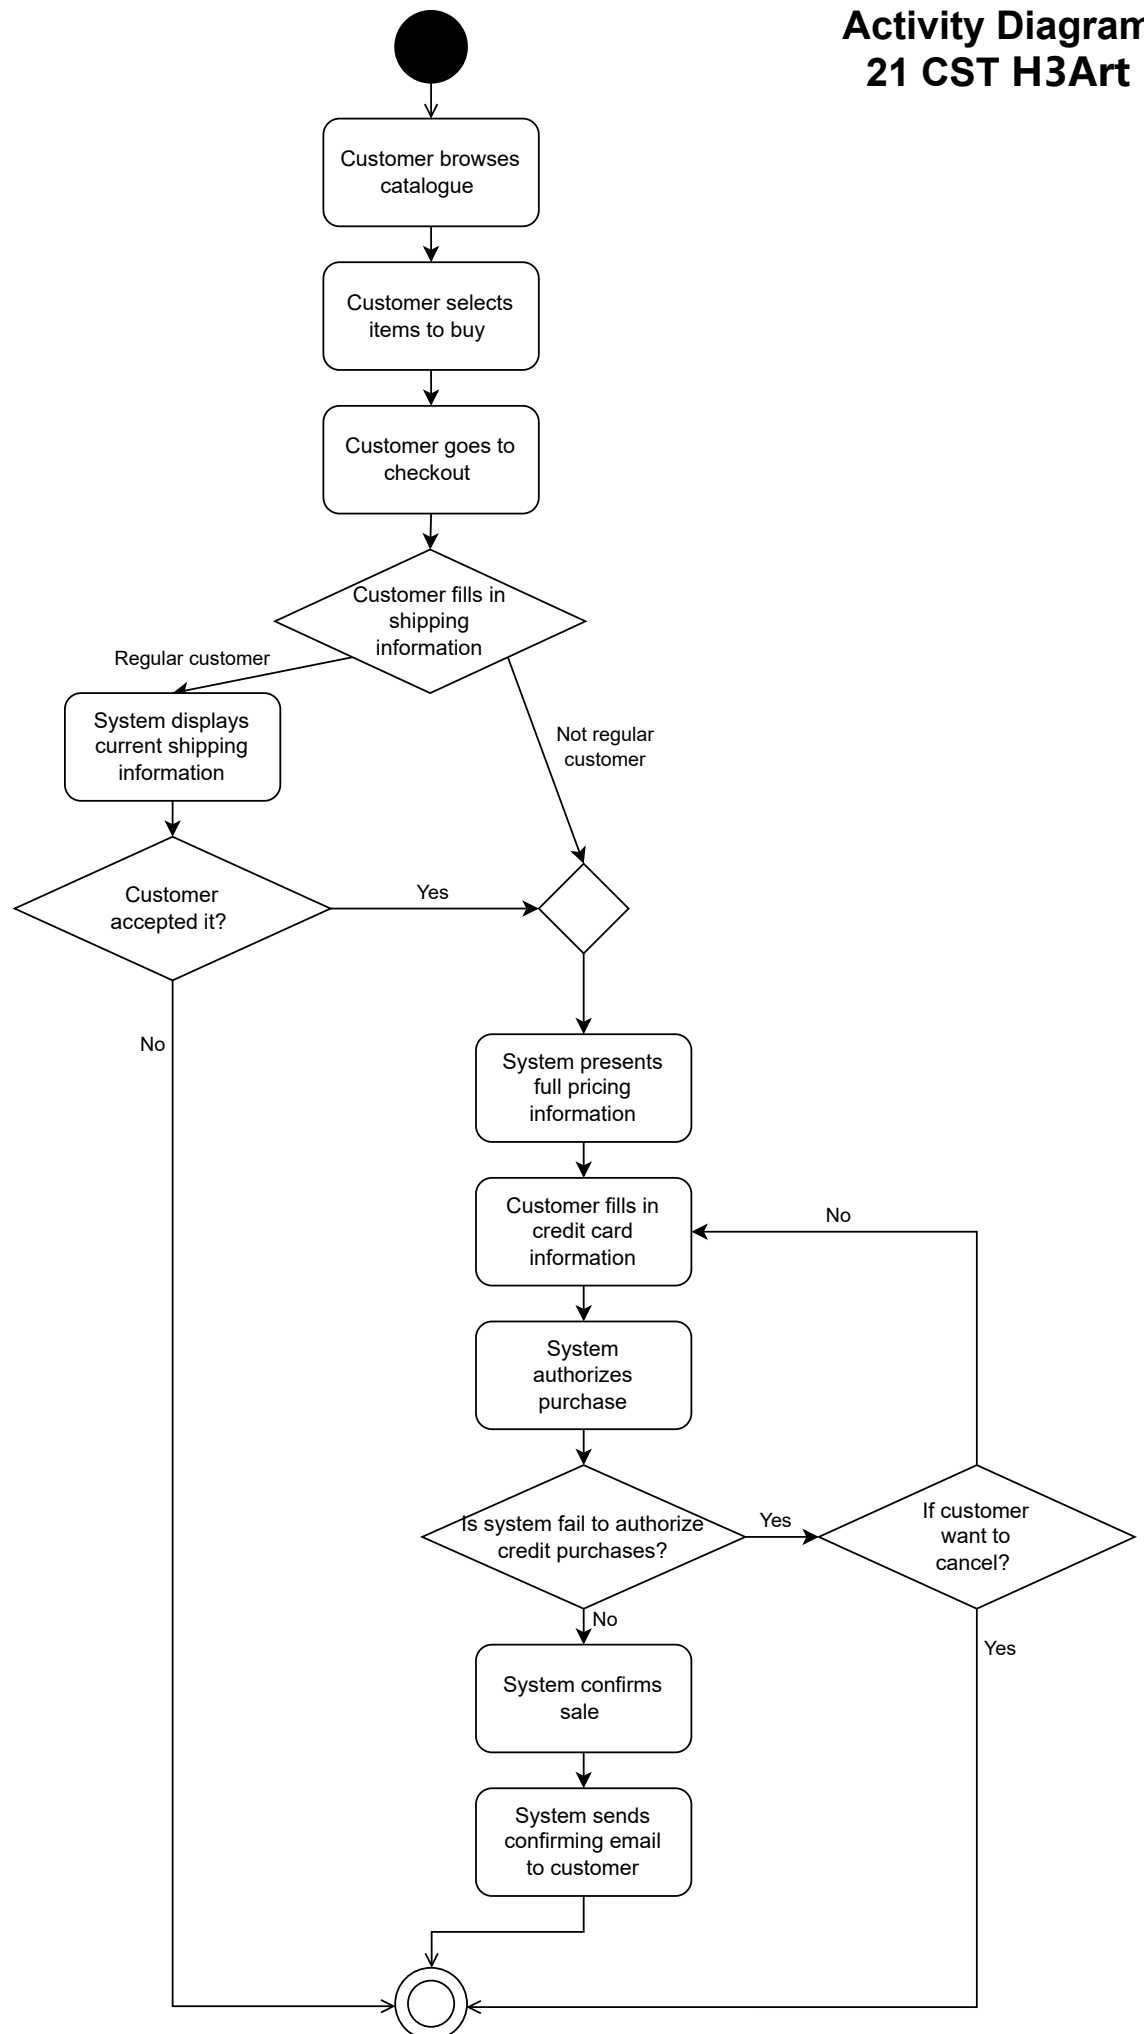 Activity Diagram
21 CST H3Art
Customer browses
catalogue
Customer selects
items to buy
Customer goes to
checkout
Customer fills in
shipping
information
Regular customer
System displays
current shipping
information
Not regular
customer
Customer
accepted it?
Yes
No
System presents
full pricing
information
Customer fills in
credit card
information
No
System
authorizes
purchase
Is system fail to authorize
credit purchases?
Yes
If customer
want to
cancel?
No
Yes
System confirms
sale
System sends
confirming email
to customer